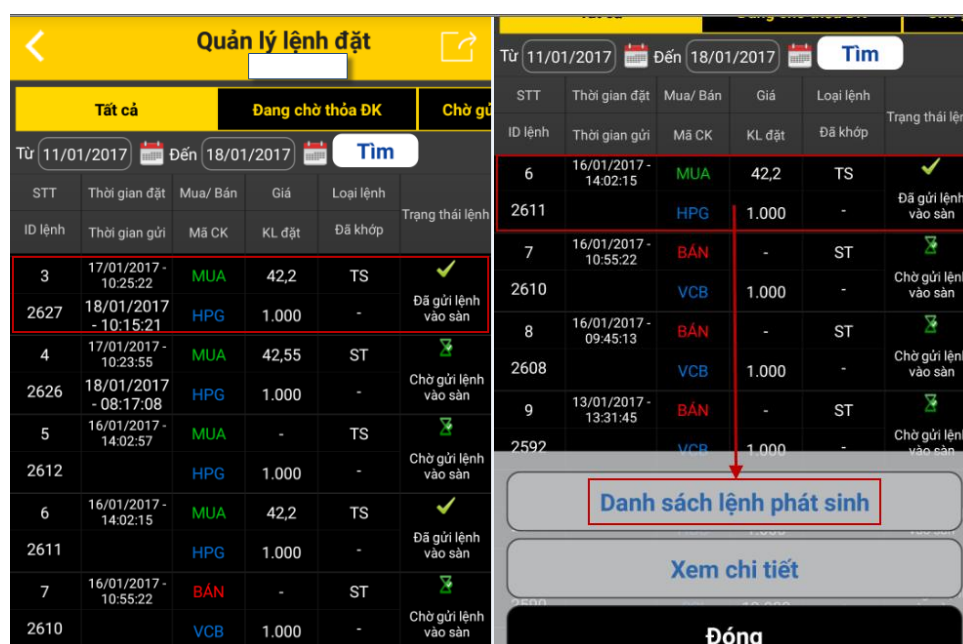 Quản lý lệnh đặt
Tất cả Đang chờ thỏa ĐK Chờ gử
Từ 11/01/2017 Đến 18/01/2017 Tìm
STT Thời gian đặt Mua/ Bán Giá Loại lệnh
Trạng thái lệnh
ID lệnh Thời gian gửi Mã CK KL đặt Đã khớp
3 17/01/2017 - 10:25:22 MUA 42,2 TS
2627 18/01/2017 - 10:15:21 HPG 1.000 - Đã gửi lệnh vào sàn
4 17/01/2017 - 10:23:55 MUA 42,55 ST
2626 18/01/2017 - 08:17:08 HPG 1.000 - Chờ gửi lệnh vào sàn
5 16/01/2017 - 14:02:57 MUA - TS
2612 HPG 1.000 - Chờ gửi lệnh vào sàn
6 16/01/2017 - 14:02:15 MUA 42,2 TS
2611 HPG 1.000 - Đã gửi lệnh vào sàn
7 16/01/2017 - 10:55:22 BÁN - ST
2610 VCB 1.000 - Chờ gửi lệnh vào sàn
Từ 11/01/2017 Đến 18/01/2017 Tìm
STT Thời gian đặt Mua/ Bán Giá Loại lệnh
Trạng thái lện
ID lệnh Thời gian gửi Mã CK KL đặt Đã khớp
6 16/01/2017 - 14:02:15 MUA 42,2 TS
2611 HPG 1.000 - Đã gửi lệnh vào sàn
7 16/01/2017 - 10:55:22 BÁN - ST
2610 VCB 1.000 - Chờ gửi lệnh vào sàn
8 16/01/2017 - 09:45:13 BÁN - ST
2608 VCB 1.000 - Chờ gửi lệnh vào sàn
9 13/01/2017 - 13:31:45 BÁN - ST
2592 VCB 1.000 - Chờ gửi lệnh vào sàn
Danh sách lệnh phát sinh
Xem chi tiết
Đóng